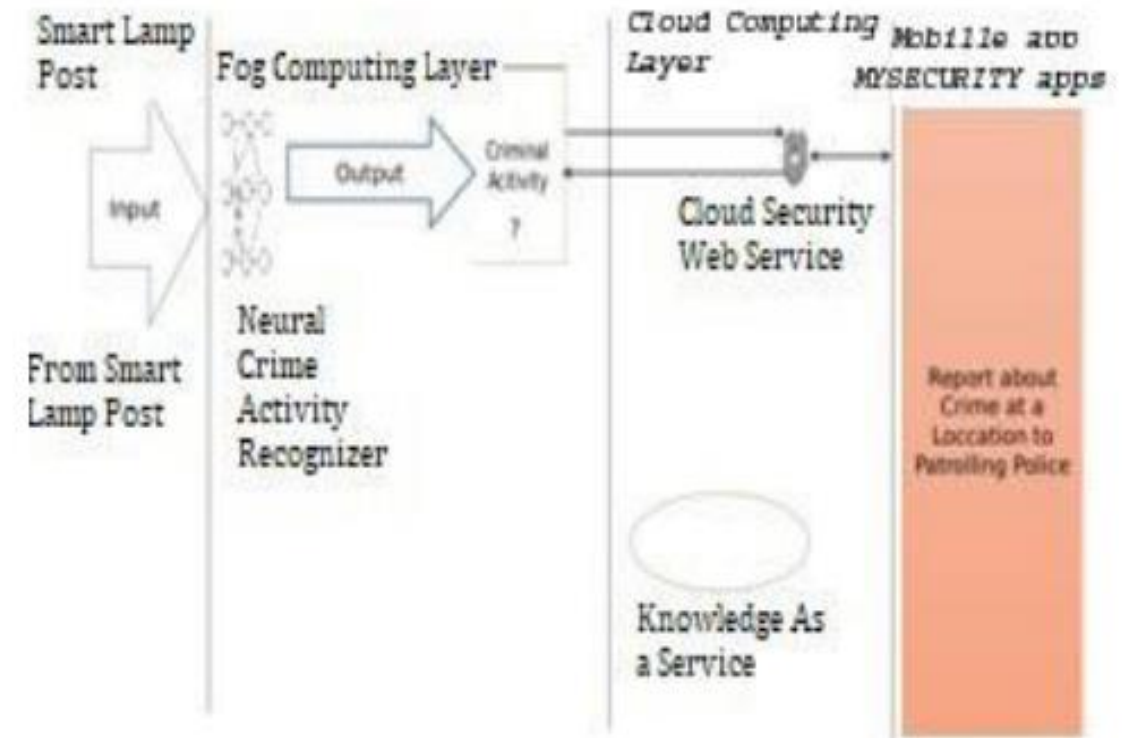 Smart Lamp
Post
Fog Computing Layer
Cloud Computing
Layer
Mobille app
MYSECURITY apps
Input
Output
Criminal
Activity
?
Cloud Security
Web Service
From Smart
Lamp Post
Neural
Crime
Activity
Recognizer
Report about
Crime at a
Loccation to
Patrolling Police
Knowledge As
a Service